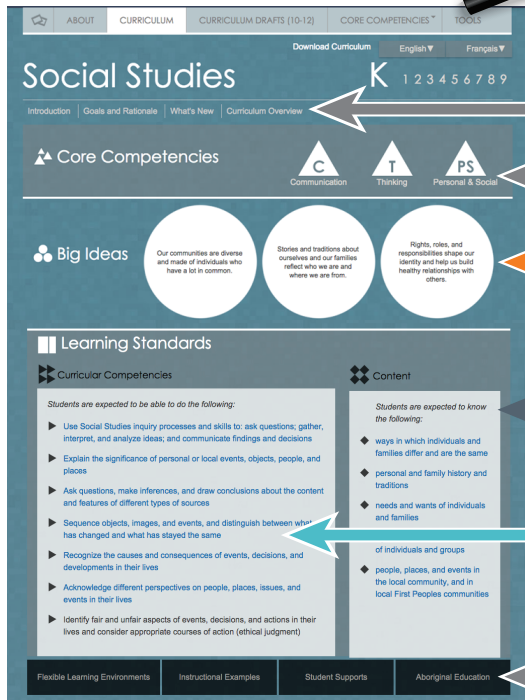 ABOUT CURRICULUM CURRICULUM DRAFTS (10-12) CORE COMPETENCIES TOOLS
Download Curriculum English Français
Social Studies K 1 2 3 4 5 6 7 8 9
Introduction Goals and Rationale What's New Curriculum Overview
Core Competencies
C T PS
Communication Thinking Personal & Social
Big Ideas
Our communities are diverse
and made of individuals who
have a lot in common.
Stories and traditions about
ourselves and our families
reflect who we are and
where we are from.
Rights, roles, and
responsibilities shape our
identity and help us build
healthy relationships with
others.
Learning Standards
Curricular Competencies
Students are expected to be able to do the following:
Use Social Studies inquiry processes and skills to: ask questions; gather,
interpret, and analyze ideas; and communicate findings and decisions
Explain the significance of personal or local events, objects, people, and
places
Ask questions, make inferences, and draw conclusions about the content
and features of different types of sources
Sequence objects, images, and events, and distinguish between what
has changed and what has stayed the same
Recognize the causes and consequences of events, decisions, and
developments in their lives
Acknowledge different perspectives on people, places, issues, and
events in their lives
Identify fair and unfair aspects of events, decisions, and actions in their
lives and consider appropriate courses of action (ethical judgment)
Content
Students are expected to know
the following:
ways in which individuals and
families differ and are the same
personal and family history and
traditions
needs and wants of individuals
and families
of individuals and groups
people, places, and events in
the local community, and in
local First Peoples communities
Flexible Learning Environments Instructional Examples Student Supports Aboriginal Education